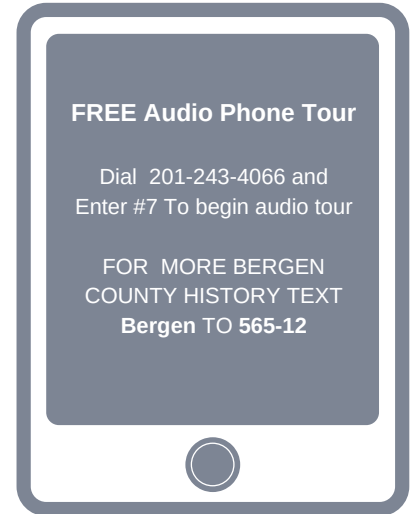 FREE Audio Phone Tour
Dial 201-243-4066 and
Enter #7 To begin audio tour
FOR MORE BERGEN
COUNTY HISTORY TEXT
Bergen TO 565-12